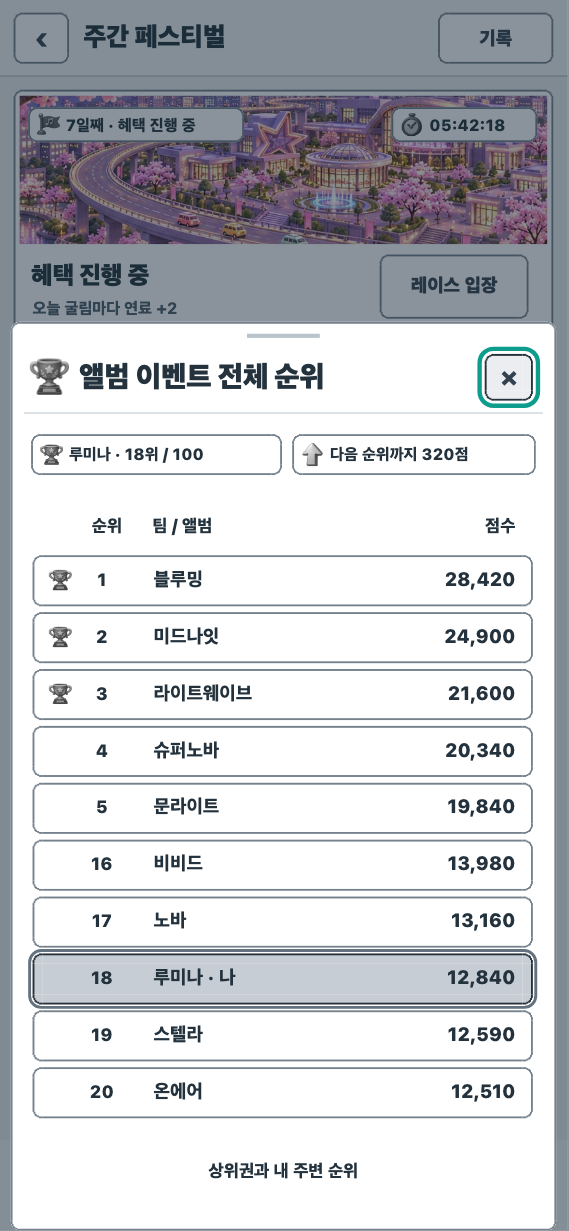 ‹ 주간 페스티벌 기록
7일째 · 혜택 진행 중 05:42:18
혜택 진행 중
오늘 굴림마다 연료 +2
레이스 입장
앨범 이벤트 전체 순위 ×
루미나 · 18위 / 100
다음 순위까지 320점
순위 팀 / 앨범 점수
1 블루밍 28,420
2 미드나잇 24,900
3 라이트웨이브 21,600
4 슈퍼노바 20,340
5 문라이트 19,840
16 비비드 13,980
17 노바 13,160
18 루미나 · 나 12,840
19 스텔라 12,590
20 온에어 12,510
상위권과 내 주변 순위